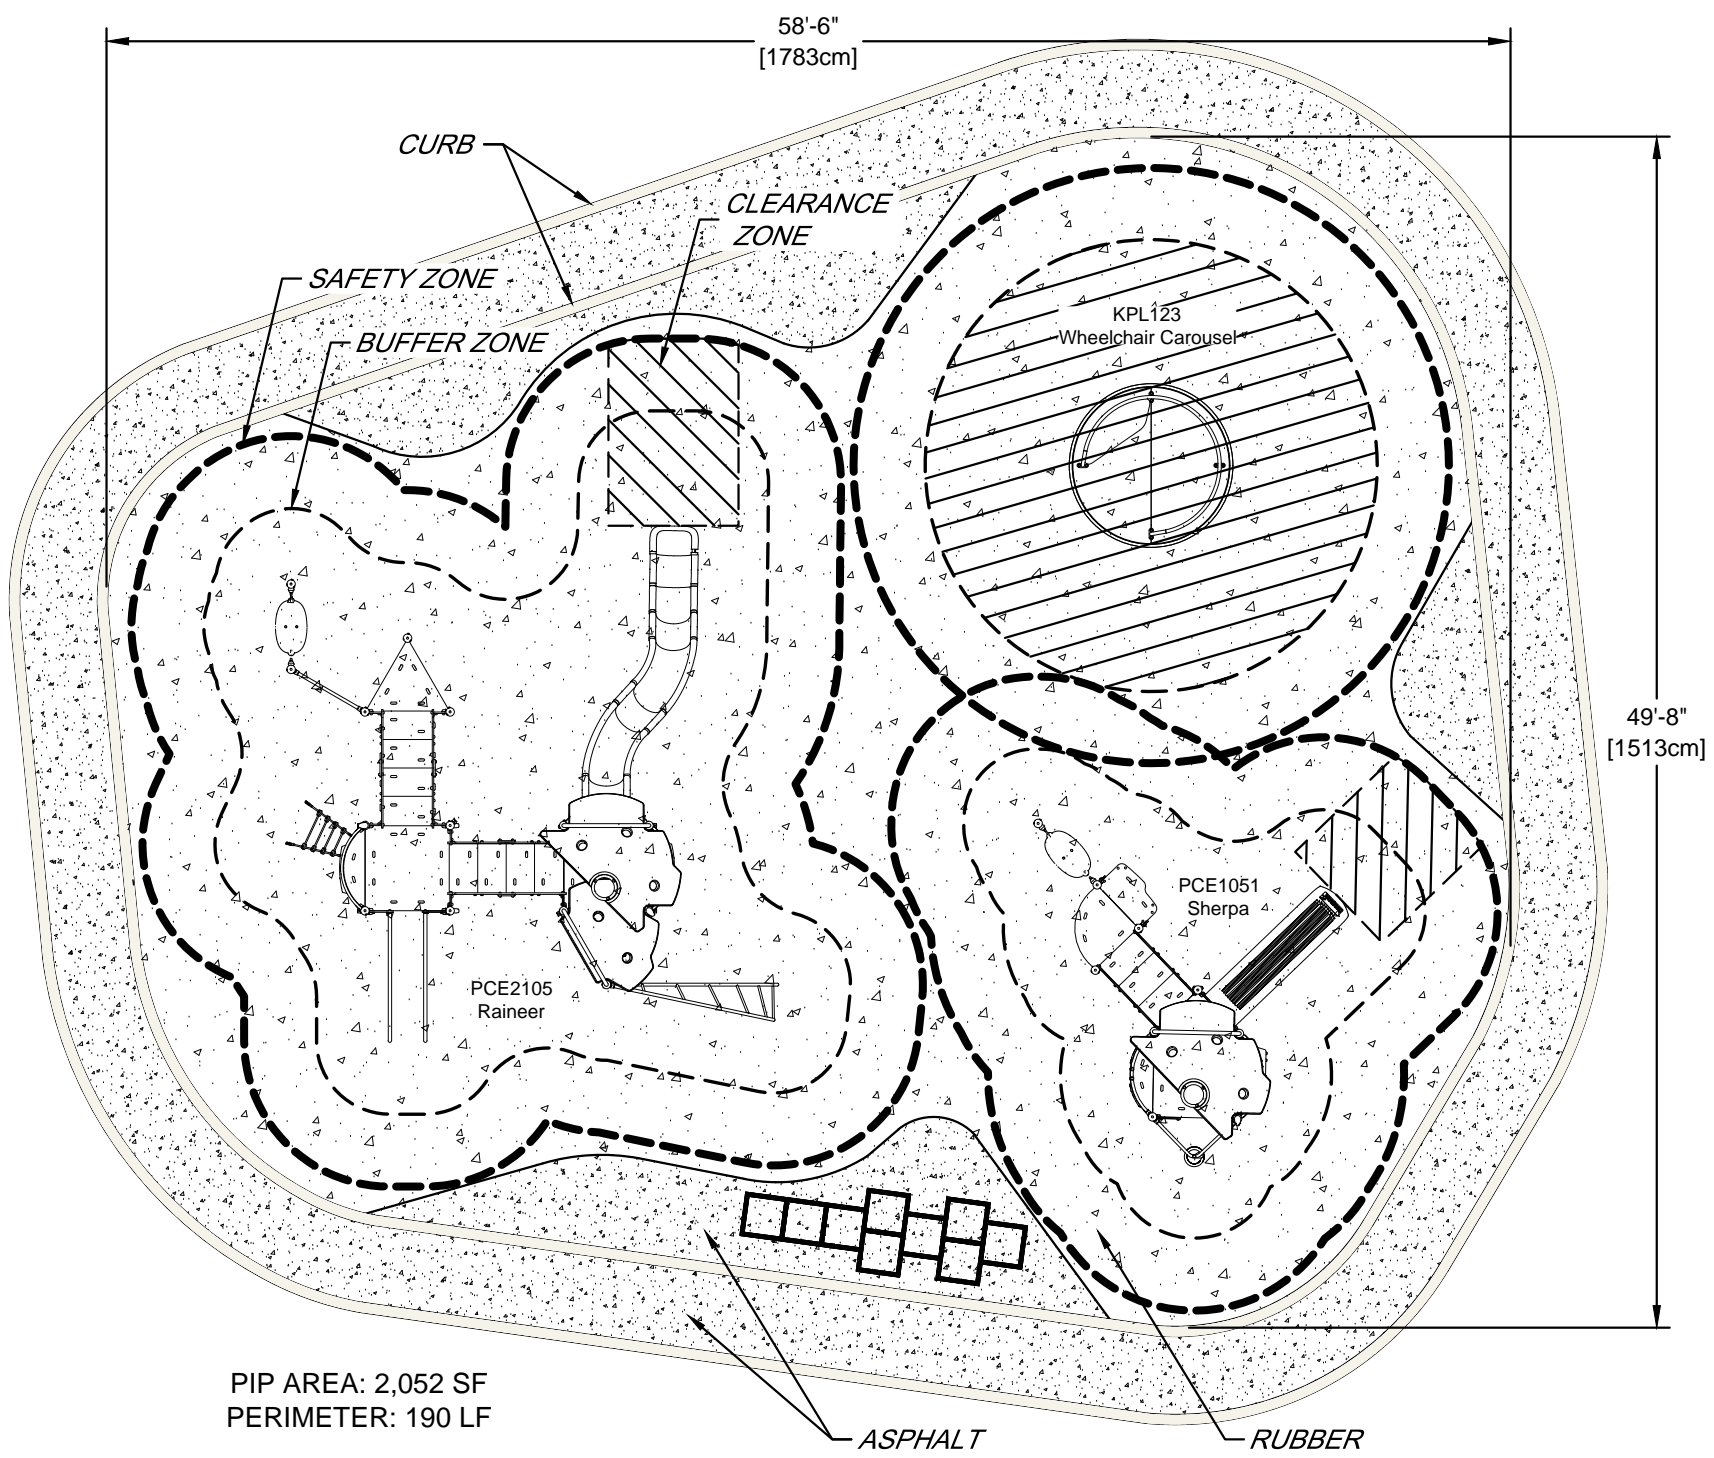 58'-6"
[1783cm]
CURB
CLEARANCE
ZONE
SAFETY ZONE
BUFFER ZONE
KPL123
Wheelchair Carousel
49'-8"
[1513cm]
PCE1051
Sherpa
PCE2105
Raineer
PIP AREA: 2,052 SF
PERIMETER: 190 LF
ASPHALT
RUBBER